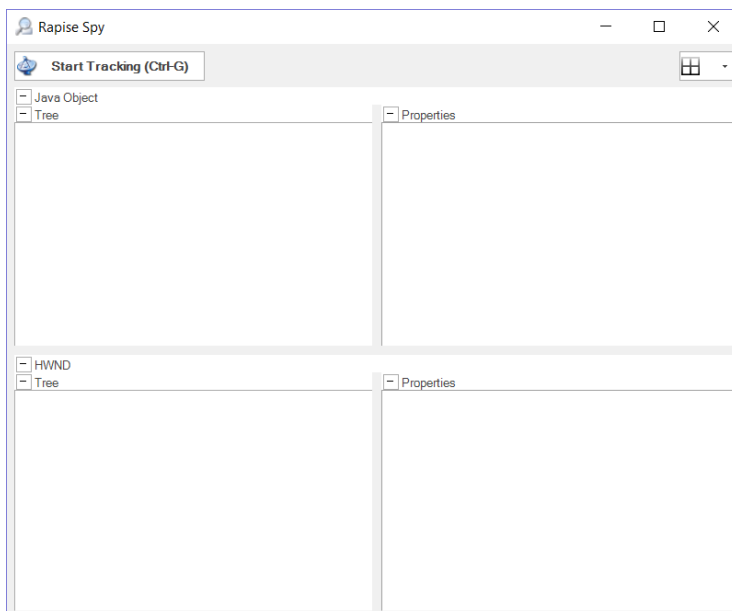 Rapise Spy
Start Tracking (Ctrl-G)
Java Object
Tree
Properties
HWND
Tree
Properties